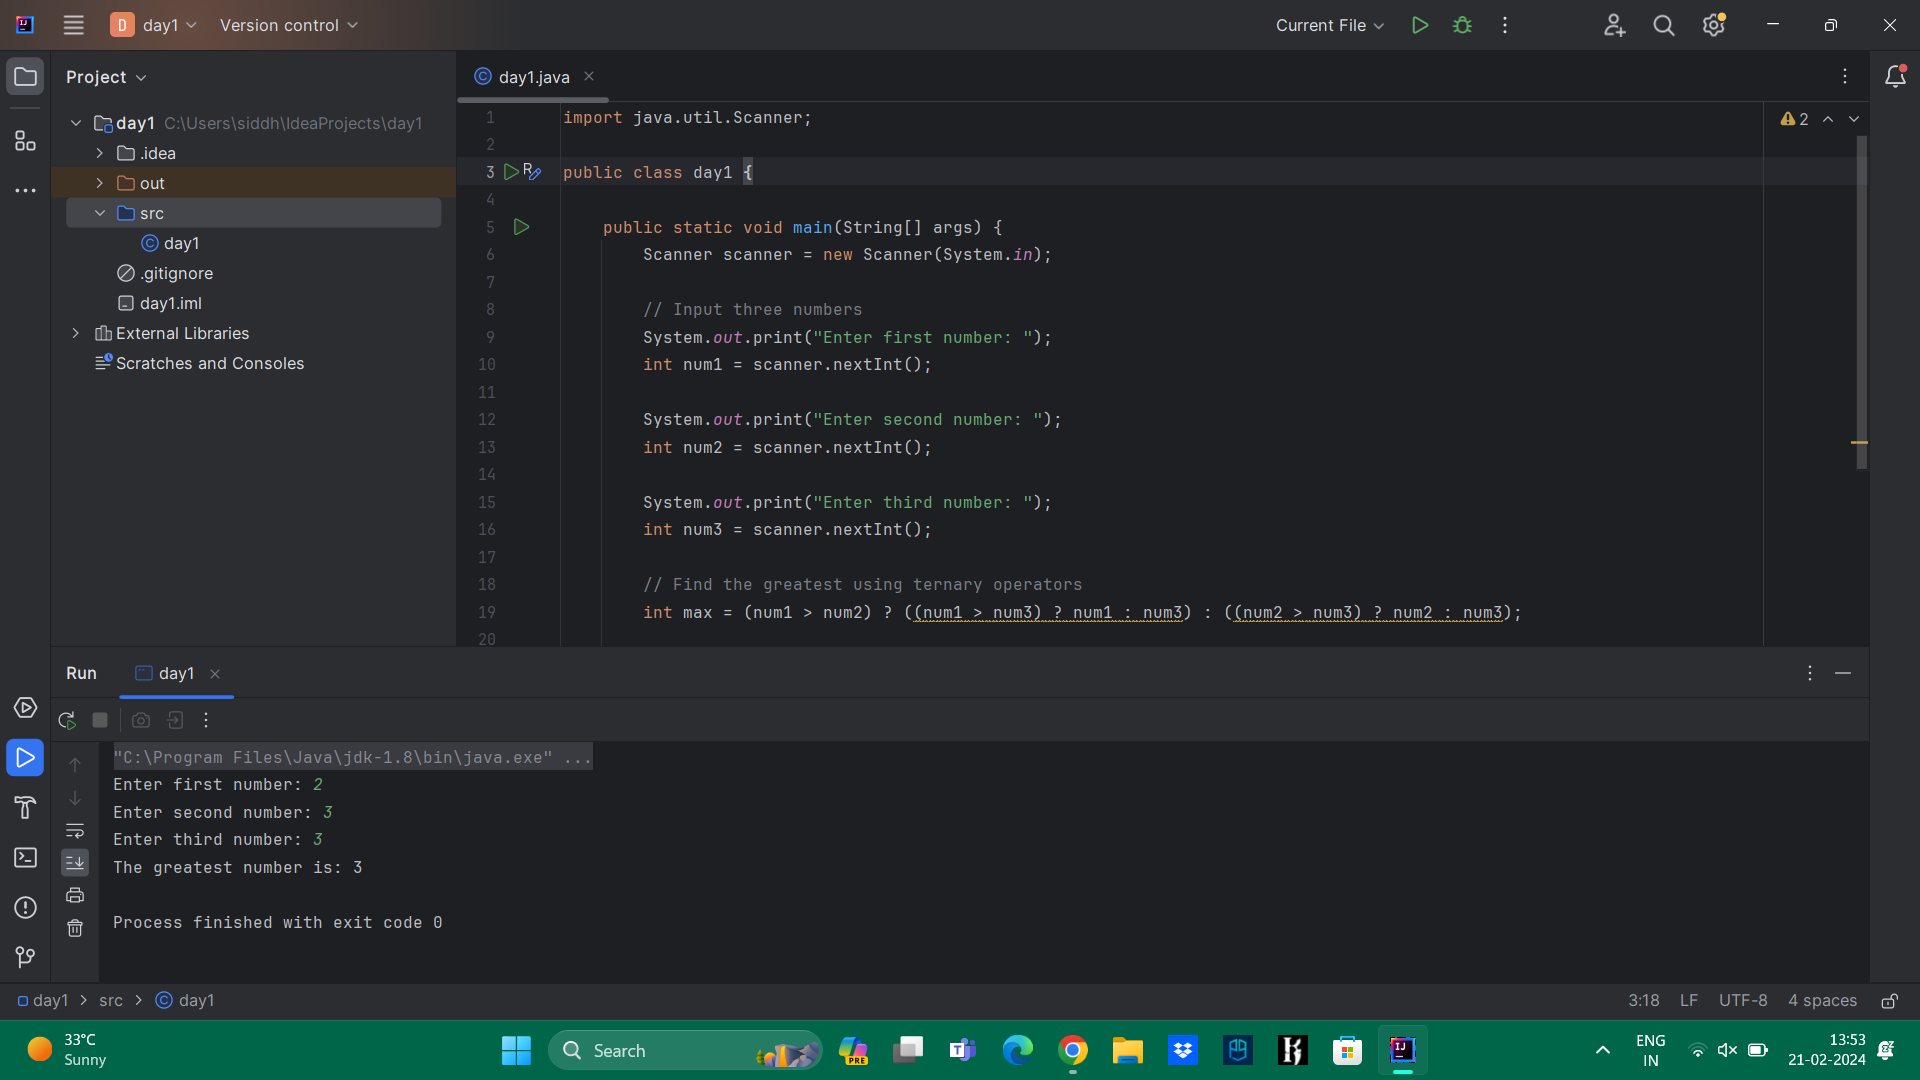 D day1 Version control Current File
Project
day1.java
day1 C:\Users\siddh\IdeaProjects\day1
.idea
out
src
day1
.gitignore
day1.iml
External Libraries
Scratches and Consoles
2
1 import java.util.Scanner;
2
3 public class day1 {
4
5 public static void main(String[] args) {
6 Scanner scanner = new Scanner(System.in);
7
8 // Input three numbers
9 System.out.print("Enter first number: ");
10 int num1 = scanner.nextInt();
11
12 System.out.print("Enter second number: ");
13 int num2 = scanner.nextInt();
14
15 System.out.print("Enter third number: ");
16 int num3 = scanner.nextInt();
17
18 // Find the greatest using ternary operators
19 int max = (num1 > num2) ? ((num1 > num3) ? num1 : num3) : ((num2 > num3) ? num2 : num3);
20
Run day1
"C:\Program Files\Java\jdk-1.8\bin\java.exe" ...
Enter first number: 2
Enter second number: 3
Enter third number: 3
The greatest number is: 3
Process finished with exit code 0
day1 > src > day1 3:18 LF UTF-8 4 spaces
33°C
Sunny
Search
PRE
ENG
IN
13:53
21-02-2024